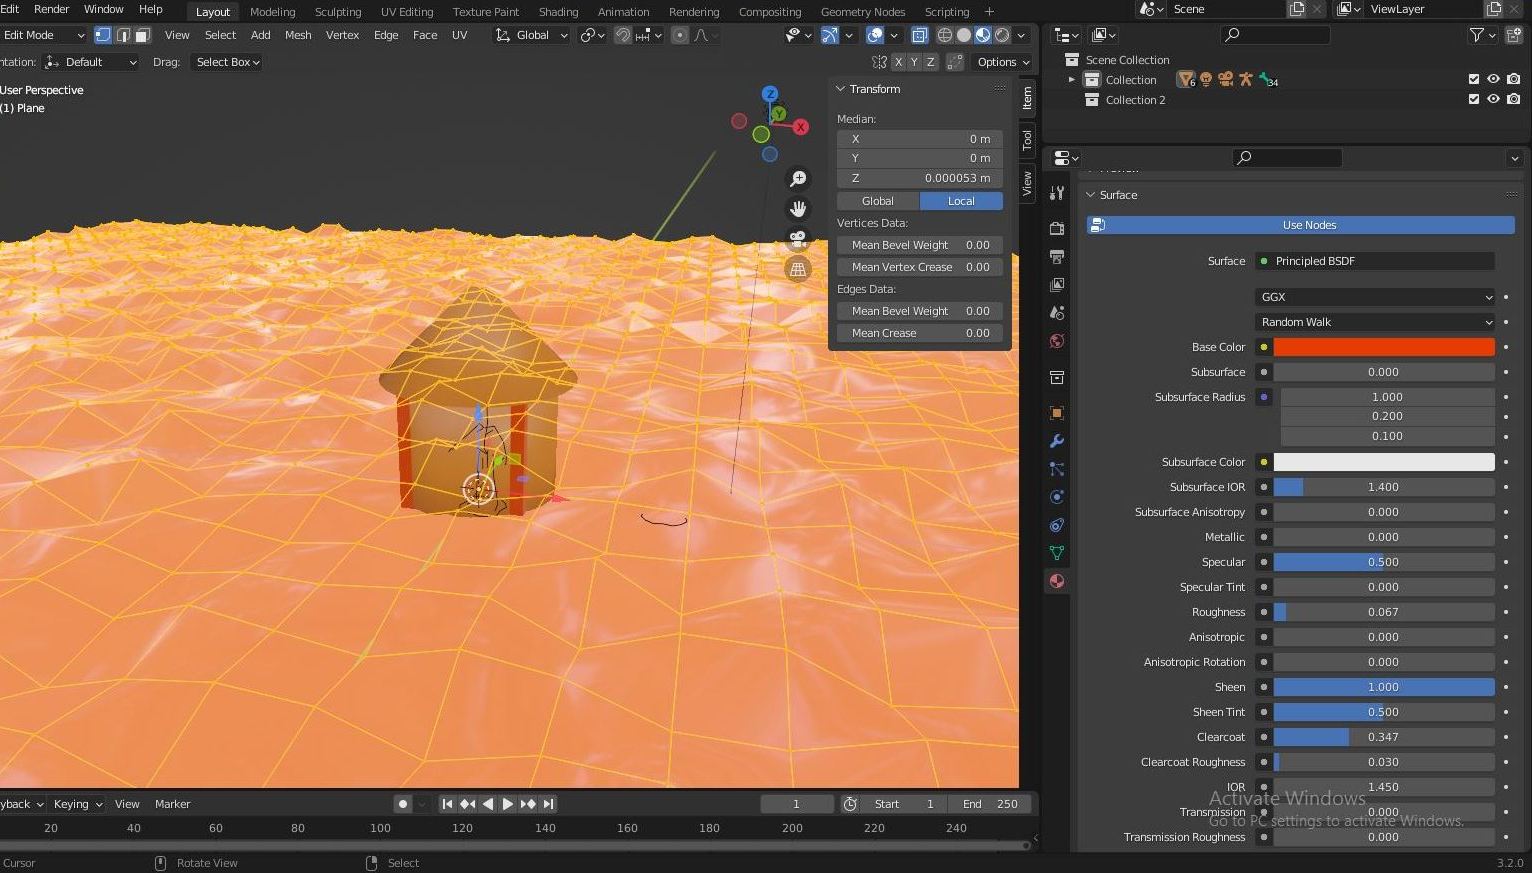 Edit Render Window Help Layout Modeling Sculpting UV Editing Texture Paint Shading Animation Rendering Compositing Geometry Nodes Scripting + Scene ViewLayer
Edit Mode View Select Add Mesh Vertex Edge Face UV Global
ntation: Default Drag: Select Box X Y Z Options
User Perspective
(1) Plane
Z
Y
X
Transform
Median:
X 0 m
Y 0 m
Z 0.000053 m
Global Local
Vertices Data:
Mean Bevel Weight 0.00
Mean Vertex Crease 0.00
Edges Data:
Mean Bevel Weight 0.00
Mean Crease 0.00
Item
Tool
View
Scene Collection
Collection 6 34
Collection 2
Surface
Use Nodes
Surface Principled BSDF
GGX
Random Walk
Base Color
Subsurface 0.000
Subsurface Radius 1.000
0.200
0.100
Subsurface Color
Subsurface IOR 1.400
Subsurface Anisotropy 0.000
Metallic 0.000
Specular 0.500
Specular Tint 0.000
Roughness 0.067
Anisotropic 0.000
Anisotropic Rotation 0.000
Sheen 1.000
Sheen Tint 0.500
Clearcoat 0.347
Clearcoat Roughness 0.030
IOR 1.450
Transmission 0.000
Transmission Roughness 0.000
Activate Windows
Go to PC settings to activate Windows.
yback Keying View Marker 1 Start 1 End 250
20 40 60 80 100 120 140 160 180 200 220 240
Cursor Rotate View Select 3.2.0